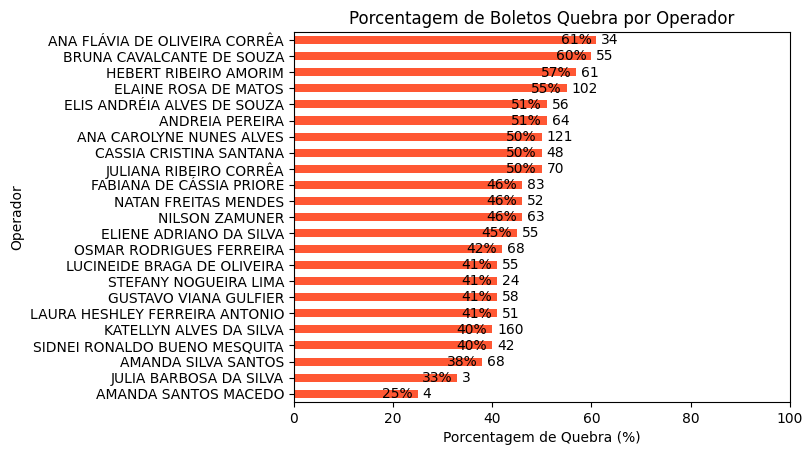 Porcentagem de Boletos Quebra por Operador
ANA FLÁVIA DE OLIVEIRA CORRÊA 61% 34
BRUNA CAVALCANTE DE SOUZA 60% 55
HEBERT RIBEIRO AMORIM 57% 61
ELAINE ROSA DE MATOS 55% 102
ELIS ANDRÉIA ALVES DE SOUZA 51% 56
ANDREIA PEREIRA 51% 64
ANA CAROLYNE NUNES ALVES 50% 121
CASSIA CRISTINA SANTANA 50% 48
JULIANA RIBEIRO CORRÊA 50% 70
FABIANA DE CÁSSIA PRIORE 46% 83
NATAN FREITAS MENDES 46% 52
NILSON ZAMUNER 46% 63
ELIENE ADRIANO DA SILVA 45% 55
OSMAR RODRIGUES FERREIRA 42% 68
LUCINEIDE BRAGA DE OLIVEIRA 41% 55
STEFANY NOGUEIRA LIMA 41% 24
GUSTAVO VIANA GULFIER 41% 58
LAURA HESHLEY FERREIRA ANTONIO 41% 51
KATELLYN ALVES DA SILVA 40% 160
SIDNEI RONALDO BUENO MESQUITA 40% 42
AMANDA SILVA SANTOS 38% 68
JULIA BARBOSA DA SILVA 33% 3
AMANDA SANTOS MACEDO 25% 4
Operador
0 20 40 60 80 100
Porcentagem de Quebra (%)